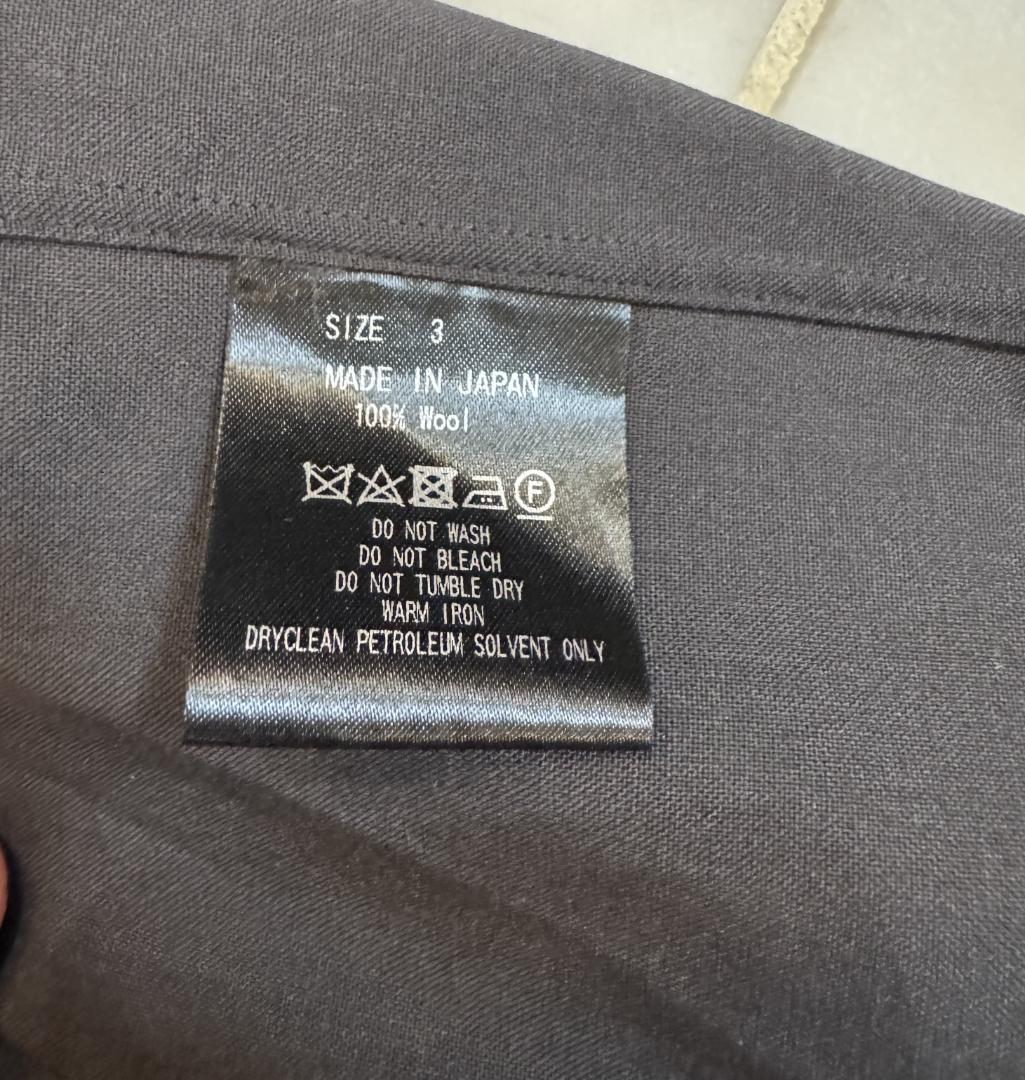 SIZE 3
MADE IN JAPAN
100% Wool
F
DO NOT WASH
DO NOT BLEACH
DO NOT TUMBLE DRY
WARM IRON
DRYCLEAN PETROLEUM SOLVENT ONLY